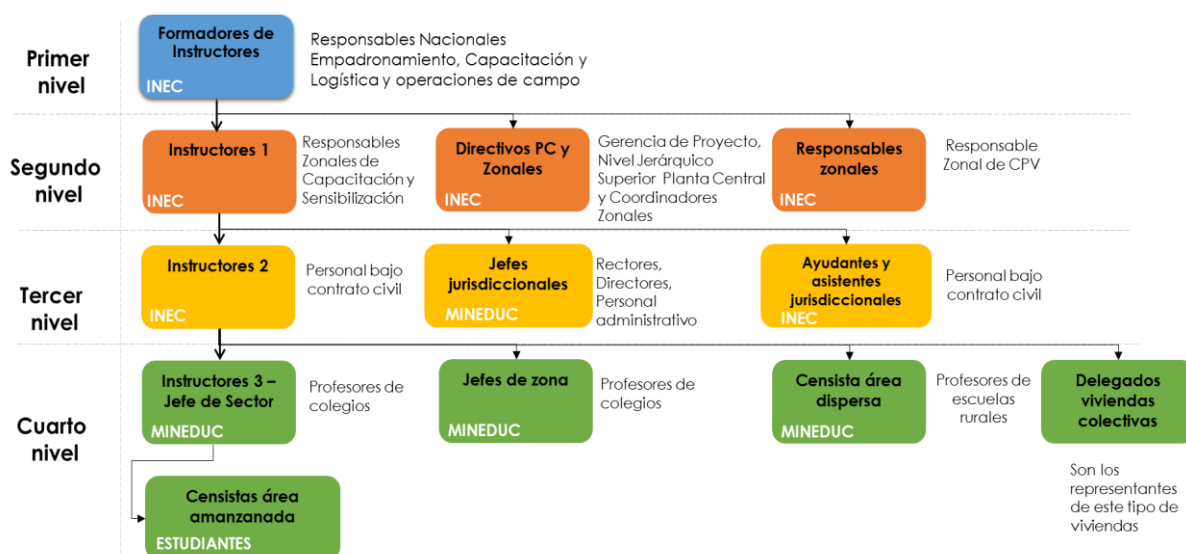 Primer
nivel
Formadores de
Instructores
INEC
Responsables Nacionales
Empadronamiento, Capacitación y
Logística y operaciones de campo
Segundo
nivel
Instructores 1
INEC
Responsables
Zonales de
Capacitación y
Sensibilización
Directivos PC y
Zonales
INEC
Gerencia de Proyecto,
Nivel Jerárquico
Superior Planta Central
y Coordinadores
Zonales
Responsables
zonales
INEC
Responsable
Zonal de CPV
Tercer
nivel
Instructores 2
INEC
Personal bajo
contrato civil
Jefes
jurisdiccionales
MINEDUC
Rectores,
Directores,
Personal
administrativo
Ayudantes y
asistentes
jurisdiccionales
INEC
Personal bajo
contrato civil
Cuarto
nivel
Instructores 3 –
Jefe de Sector
MINEDUC
Profesores de
colegios
Jefes de zona
MINEDUC
Profesores de
colegios
Censista área
dispersa
MINEDUC
Profesores de
escuelas
rurales
Delegados
viviendas
colectivas
Son los
representantes
de este tipo de
viviendas
Censistas área
amanzanada
ESTUDIANTES